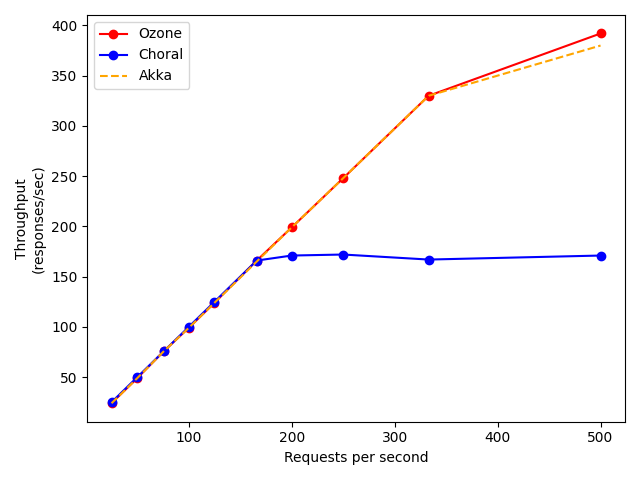 Ozone
Choral
Akka
400
350
300
250
200
150
100
50
Throughput
(responses/sec)
100
200
300
400
500
Requests per second